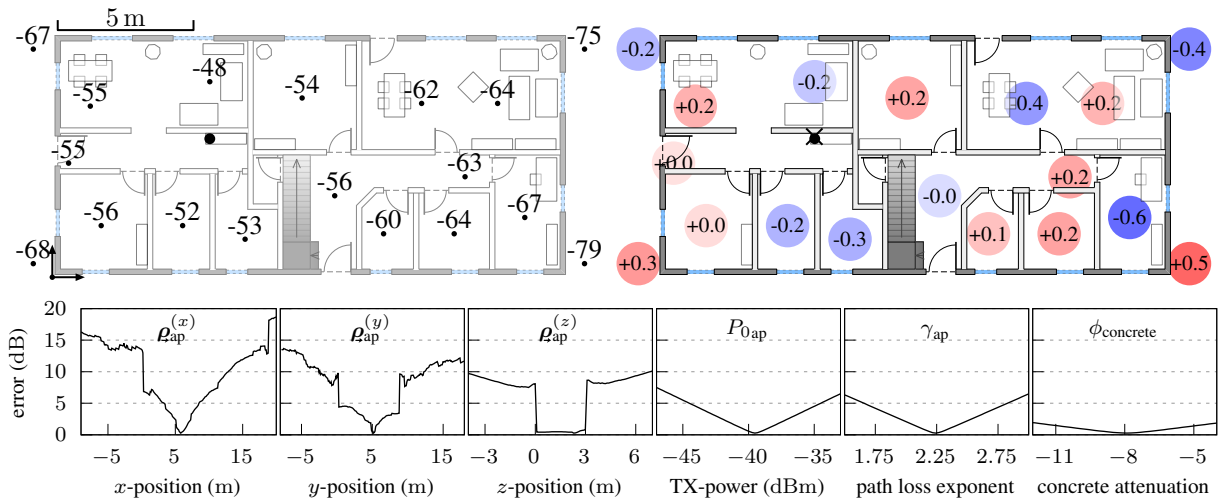 5 m
-67
-75
-48
-55
-54
-62
-64
-55
-56
-63
-56
-52
-53
-60
-64
-67
-68
-79
-0.2
-0.4
-0.2
+0.2
+0.2
-0.4
+0.2
+0.0
+0.2
-0.0
+0.0
-0.2
-0.3
+0.1
+0.2
-0.6
+0.3
+0.5
error (dB)
20
15
10
5
0
ϱ_ap^(x)
ϱ_ap^(y)
ϱ_ap^(z)
P_0 ap
γ_ap
ϕ_concrete
−5 5 15
−5 5 15
−3 0 3 6
−45 −40 −35
1.75 2.25 2.75
−11 −8 −5
x-position (m)
y-position (m)
z-position (m)
TX-power (dBm)
path loss exponent
concrete attenuation